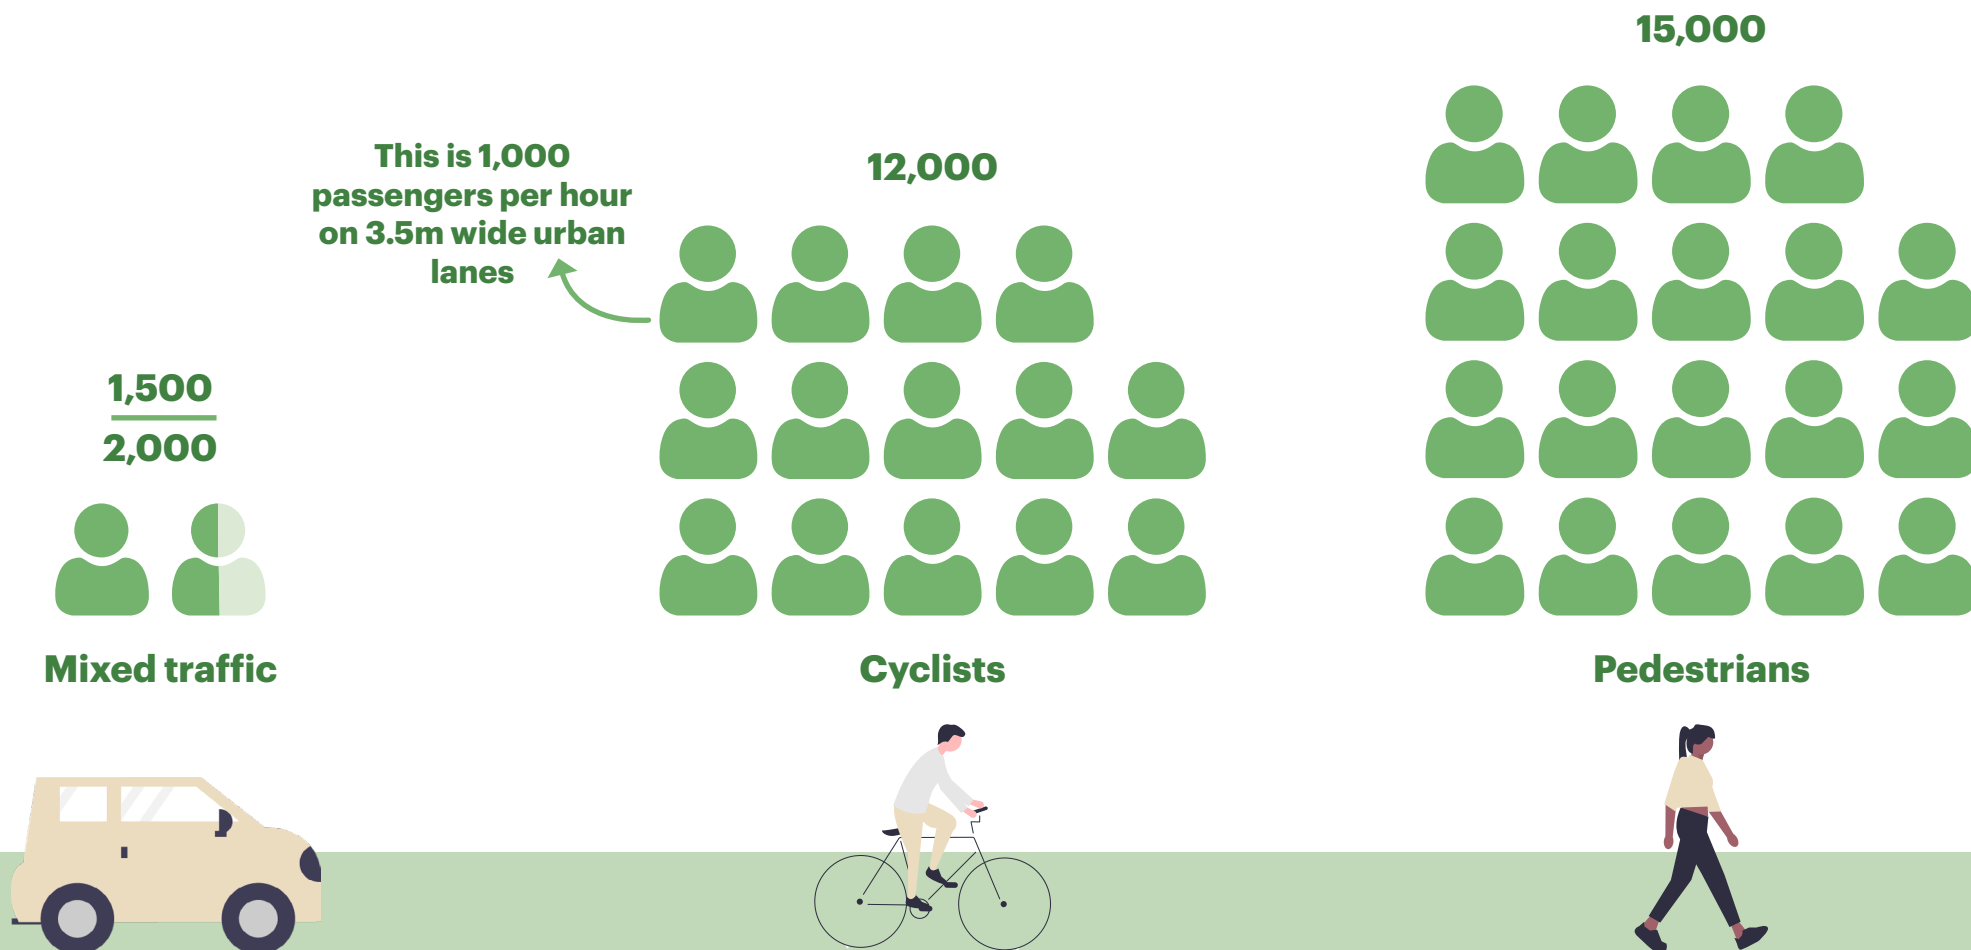 15,000
This is 1,000
passengers per hour
on 3.5m wide urban
lanes
12,000
1,500
2,000
Mixed traffic
Cyclists
Pedestrians